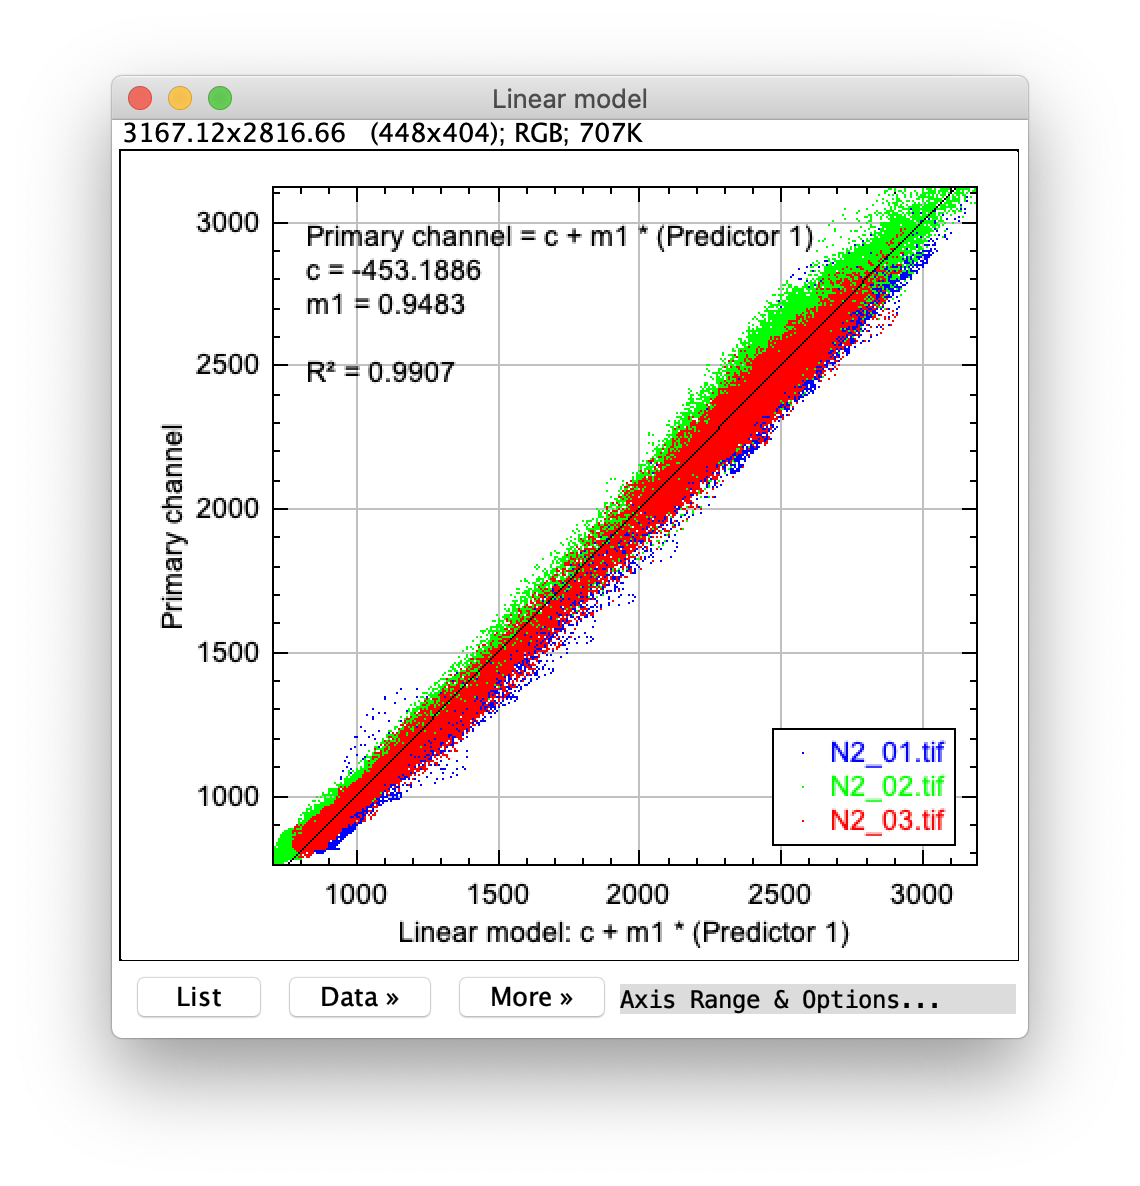 Linear model
3167.12x2816.66 (448x404); RGB; 707K
Primary channel = c + m1 * (Predictor 1)
c = -453.1886
m1 = 0.9483
R² = 0.9907
Primary channel
3000
2500
2000
1500
1000
N2_01.tif
N2_02.tif
N2_03.tif
1000 1500 2000 2500 3000
Linear model: c + m1 * (Predictor 1)
List Data » More » Axis Range & Options...